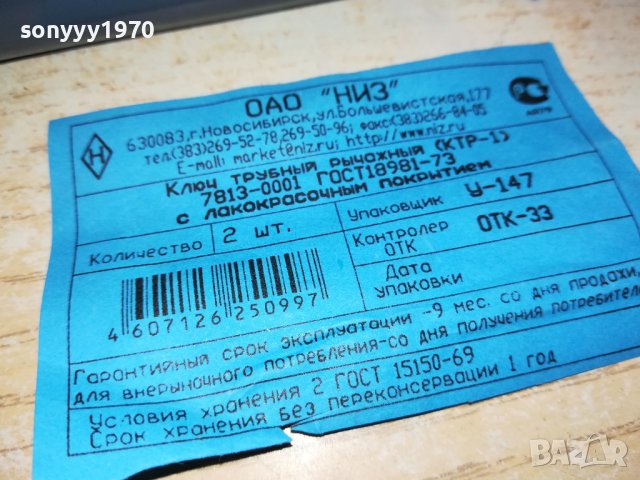 sonyyy1970
ОАО "НИЗ"
630083,г.Новосибирск,ул.Большевистская,177
тел(383)269-52-78,269-50-96; факс(383)266-84-05
E-mail: market@niz.ru; http://www.niz.ru
Ключ трубный рычажный (КТР-1)
7813-0001 ГОСТ18981-73
с лакокрасочным покрытием
Количество 2 шт.
Упаковщик У-147
Контролер ОТК ОТК-33
Дата упаковки
4 607126 250997
Гарантийный срок эксплуатации -9 мес. со дня продажи,
для внерыночного потребления-со дня получения потребител
Условия хранения 2 ГОСТ 15150-69
Срок хранения без переконсервации 1 год
BAZAR